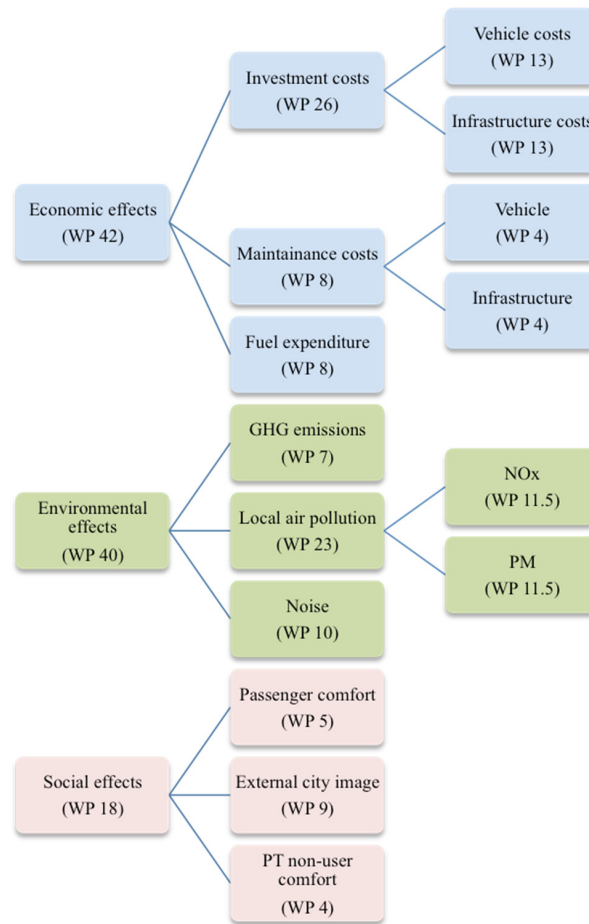 Economic effects
(WP 42)
Investment costs
(WP 26)
Vehicle costs
(WP 13)
Infrastructure costs
(WP 13)
Maintainance costs
(WP 8)
Vehicle
(WP 4)
Infrastructure
(WP 4)
Fuel expenditure
(WP 8)
Environmental
effects
(WP 40)
GHG emissions
(WP 7)
Local air pollution
(WP 23)
NOx
(WP 11.5)
PM
(WP 11.5)
Noise
(WP 10)
Social effects
(WP 18)
Passenger comfort
(WP 5)
External city image
(WP 9)
PT non-user
comfort
(WP 4)